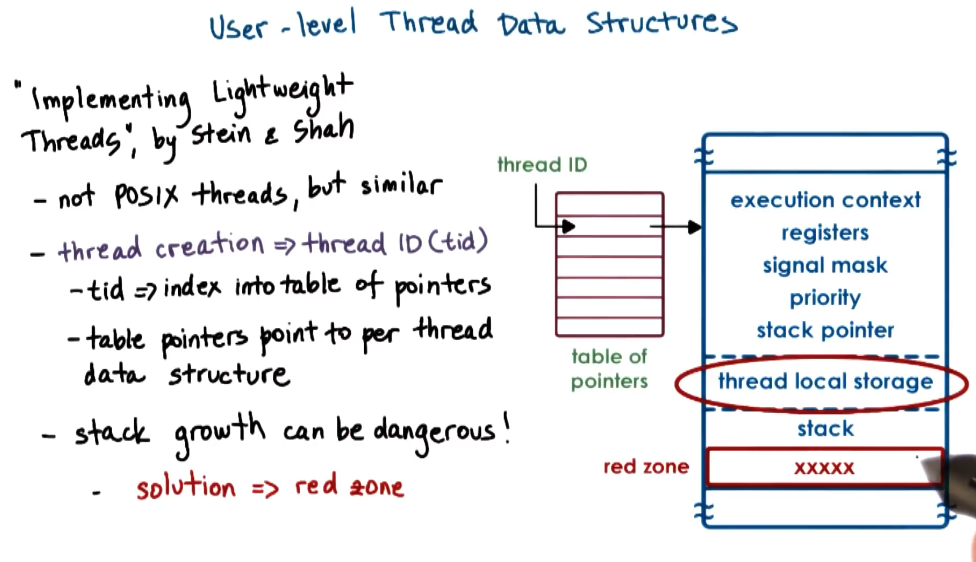 User-level Thread Data Structures
"Implementing Lightweight
Threads", by Stein & Shah
- not POSIX threads, but similar
- thread creation => thread ID (tid)
- tid => index into table of pointers
- table pointers point to per thread
data structure
- stack growth can be dangerous!
- solution => red zone
thread ID
table of
pointers
execution context
registers
signal mask
priority
stack pointer
thread local storage
stack
red zone
xxxxx